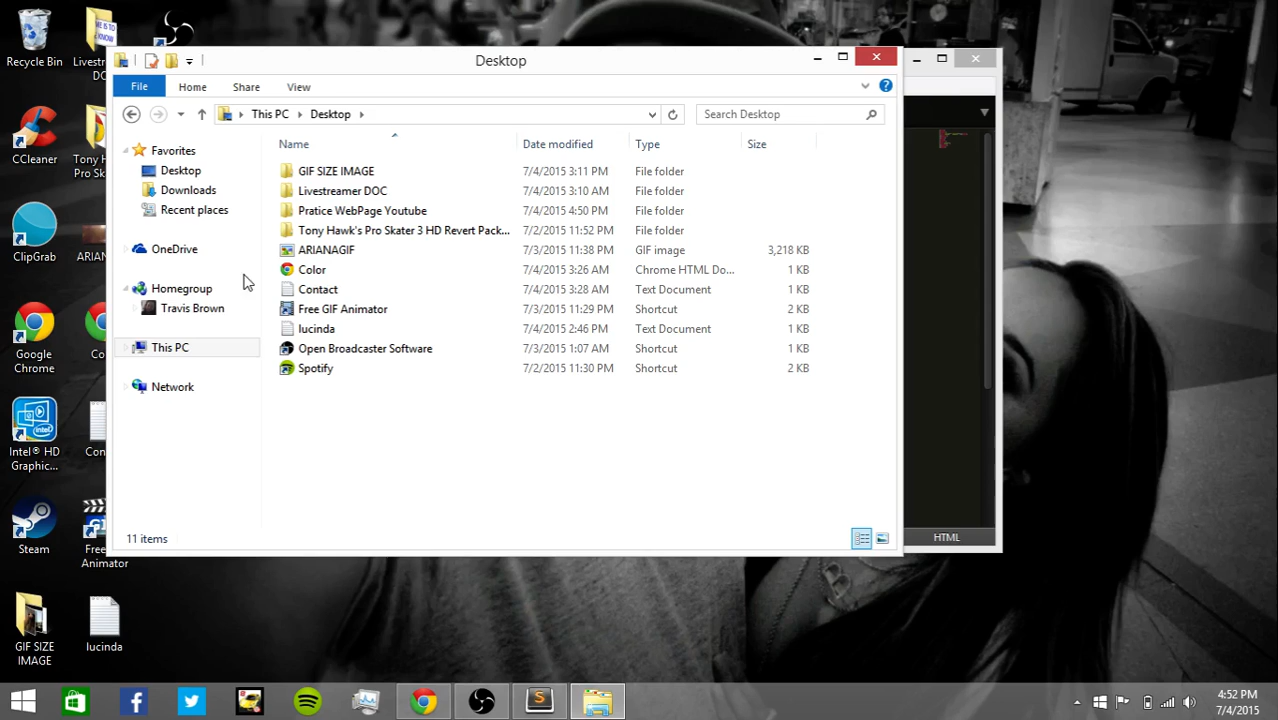 Desktop
File Home Share View
This PC Desktop
Search Desktop
Name Date modified Type Size
Favorites
Desktop
Downloads
Recent places
OneDrive
Homegroup
Travis Brown
This PC
Network
GIF SIZE IMAGE 7/4/2015 3:11 PM File folder
Livestreamer DOC 7/4/2015 3:10 AM File folder
Pratice WebPage Youtube 7/4/2015 4:50 PM File folder
Tony Hawk's Pro Skater 3 HD Revert Pack... 7/2/2015 11:52 PM File folder
ARIANAGIF 7/3/2015 11:38 PM GIF image 3,218 KB
Color 7/4/2015 3:26 AM Chrome HTML Do... 1 KB
Contact 7/4/2015 3:28 AM Text Document 1 KB
Free GIF Animator 7/3/2015 11:29 PM Shortcut 2 KB
lucinda 7/4/2015 2:46 PM Text Document 1 KB
Open Broadcaster Software 7/3/2015 1:07 AM Shortcut 1 KB
Spotify 7/2/2015 11:30 PM Shortcut 2 KB
11 items
HTML
Recycle Bin
Livestre
DO
CCleaner
Tony H
Pro Sk
ClipGrab
ARIAN
Google
Chrome
Co
Intel® HD
Graphic...
Con
Steam
Free
Animator
GIF SIZE
IMAGE
lucinda
4:52 PM
7/4/2015